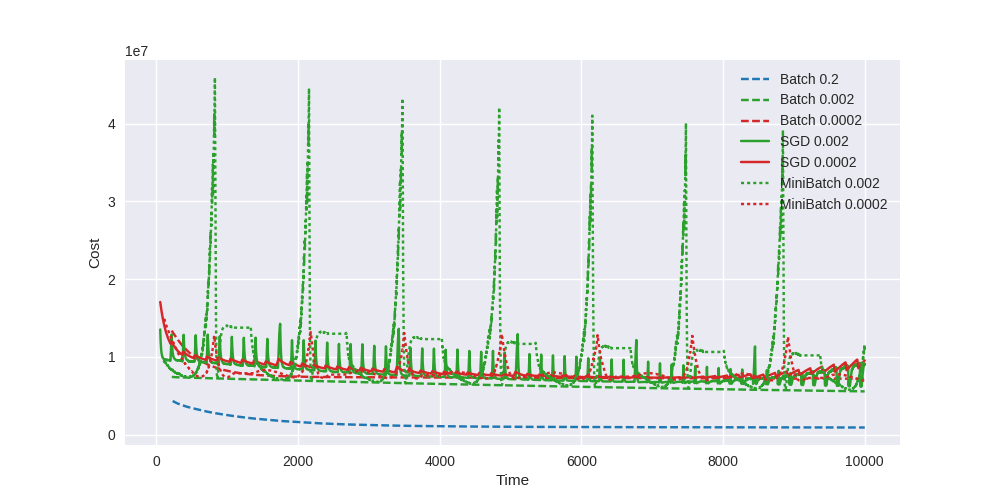 1e7
Batch 0.2
Batch 0.002
Batch 0.0002
SGD 0.002
SGD 0.0002
MiniBatch 0.002
MiniBatch 0.0002
4
3
2
1
0
Cost
0 2000 4000 6000 8000 10000
Time